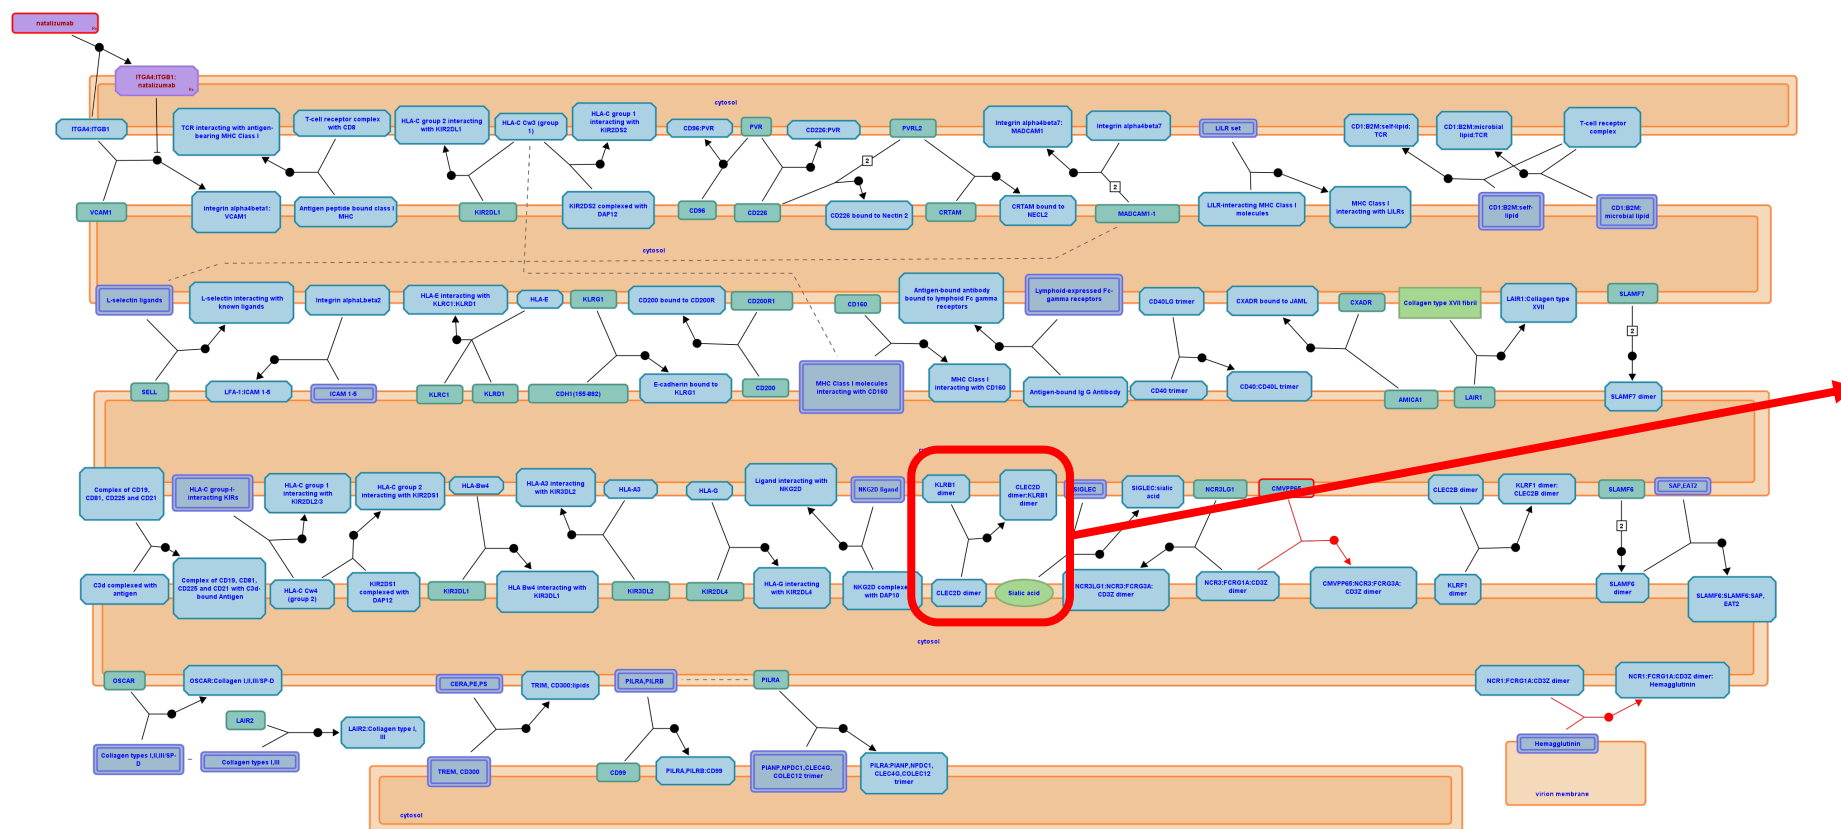 natalizumab
Rx
ITGA4:ITGB1:
natalizumab
Rx
cytosol
ITGA4:ITGB1
TCR interacting with antigen-
bearing MHC Class I
T-cell receptor complex
with CD8
HLA-C group 2 interacting
with KIR2DL1
HLA-C Cw3 (group
1)
HLA-C group 1
interacting with
KIR2DS2
CD96:PVR
PVR
CD226:PVR
PVRL2
Integrin alpha4beta7:
MADCAM1
Integrin alpha4beta7
LILR set
CD1:B2M:self-lipid:
TCR
CD1:B2M:microbial
lipid:TCR
T-cell receptor
complex
2
2
VCAM1
integrin alpha4beta1:
VCAM1
Antigen peptide bound class I
MHC
KIR2DL1
KIR2DS2 complexed with
DAP12
CD96
CD226
CD226 bound to Nectin 2
CRTAM
CRTAM bound to
NECL2
MADCAM1-1
LILR-interacting MHC Class I
molecules
MHC Class I
interacting with LILRs
CD1:B2M:self-
lipid
CD1:B2M:
microbial lipid
cytosol
L-selectin ligands
L-selectin interacting with
known ligands
Integrin alphaLbeta2
HLA-E interacting with
KLRC1:KLRD1
HLA-E
KLRG1
CD200 bound to CD200R
CD200R1
CD160
Antigen-bound antibody
bound to lymphoid Fc gamma
receptors
Lymphoid-expressed Fc-
gamma receptors
CD40LG trimer
CXADR bound to JAML
CXADR
Collagen type XVII fibril
LAIR1:Collagen type
XVII
SLAMF7
2
SELL
LFA-1:ICAM 1-5
ICAM 1-5
KLRC1
KLRD1
CDH1(155-882)
E-cadherin bound to
KLRG1
CD200
MHC Class I molecules
interacting with CD160
MHC Class I
interacting with CD160
Antigen-bound Ig G Antibody
CD40 trimer
CD40:CD40L trimer
AMICA1
LAIR1
SLAMF7 dimer
Complex of CD19,
CD81, CD225 and CD21
HLA-C group-I-
interacting KIRs
HLA-C group 1
interacting with
KIR2DL2/3
HLA-C group 2
interacting with KIR2DS1
HLA-Bw4
HLA-A3 interacting
with KIR3DL2
HLA-A3
HLA-G
Ligand interacting with
NKG2D
NKG2D ligand
KLRB1
dimer
CLEC2D
dimer:KLRB1
dimer
SIGLEC
SIGLEC:sialic
acid
NCR3LG1
CMVPP65
CLEC2B dimer
KLRF1 dimer:
CLEC2B dimer
SLAMF6
SAP,EAT2
2
C3d complexed with
antigen
Complex of CD19, CD81,
CD225 and CD21 with C3d-
bound Antigen
HLA-C Cw4
(group 2)
KIR2DS1
complexed with
DAP12
KIR3DL1
HLA Bw4 interacting with
KIR3DL1
KIR3DL2
KIR2DL4
HLA-G interacting
with KIR2DL4
NKG2D complexed
with DAP10
CLEC2D dimer
Sialic acid
NCR3LG1:NCR3:FCRG3A:
CD3Z dimer
NCR3:FCRG1A:CD3Z
dimer
CMVPP65:NCR3:FCRG3A:
CD3Z dimer
KLRF1
dimer
SLAMF6
dimer
SLAMF6:SLAMF6:SAP,
EAT2
cytosol
OSCAR
OSCAR:Collagen I,II,III/SP-D
CERA,PE,PS
TRIM, CD300:lipids
PILRA,PILRB
PILRA
NCR1:FCRG1A:CD3Z dimer
NCR1:FCRG1A:CD3Z dimer:
Hemagglutinin
LAIR2
LAIR2:Collagen type I,
III
Collagen types I,II,III/SP-
D
Collagen types I,III
TREM, CD300
CD99
PILRA,PILRB:CD99
PIANP,NPDC1,CLEC4G,
COLEC12 trimer
PILRA:PIANP,NPDC1,
CLEC4G,COLEC12
trimer
Hemagglutinin
virion membrane
cytosol